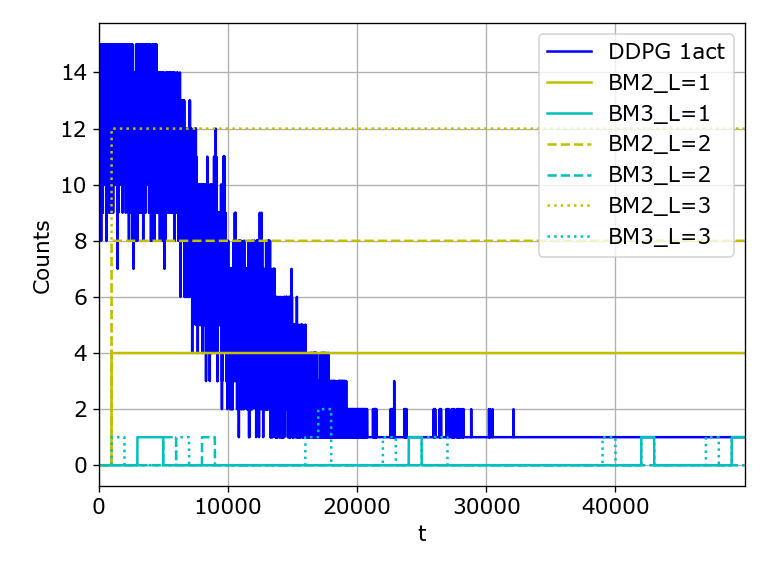 DDPG 1act
BM2_L=1
BM3_L=1
BM2_L=2
BM3_L=2
BM2_L=3
BM3_L=3
Counts
14
12
10
8
6
4
2
0
0 10000 20000 30000 40000
t